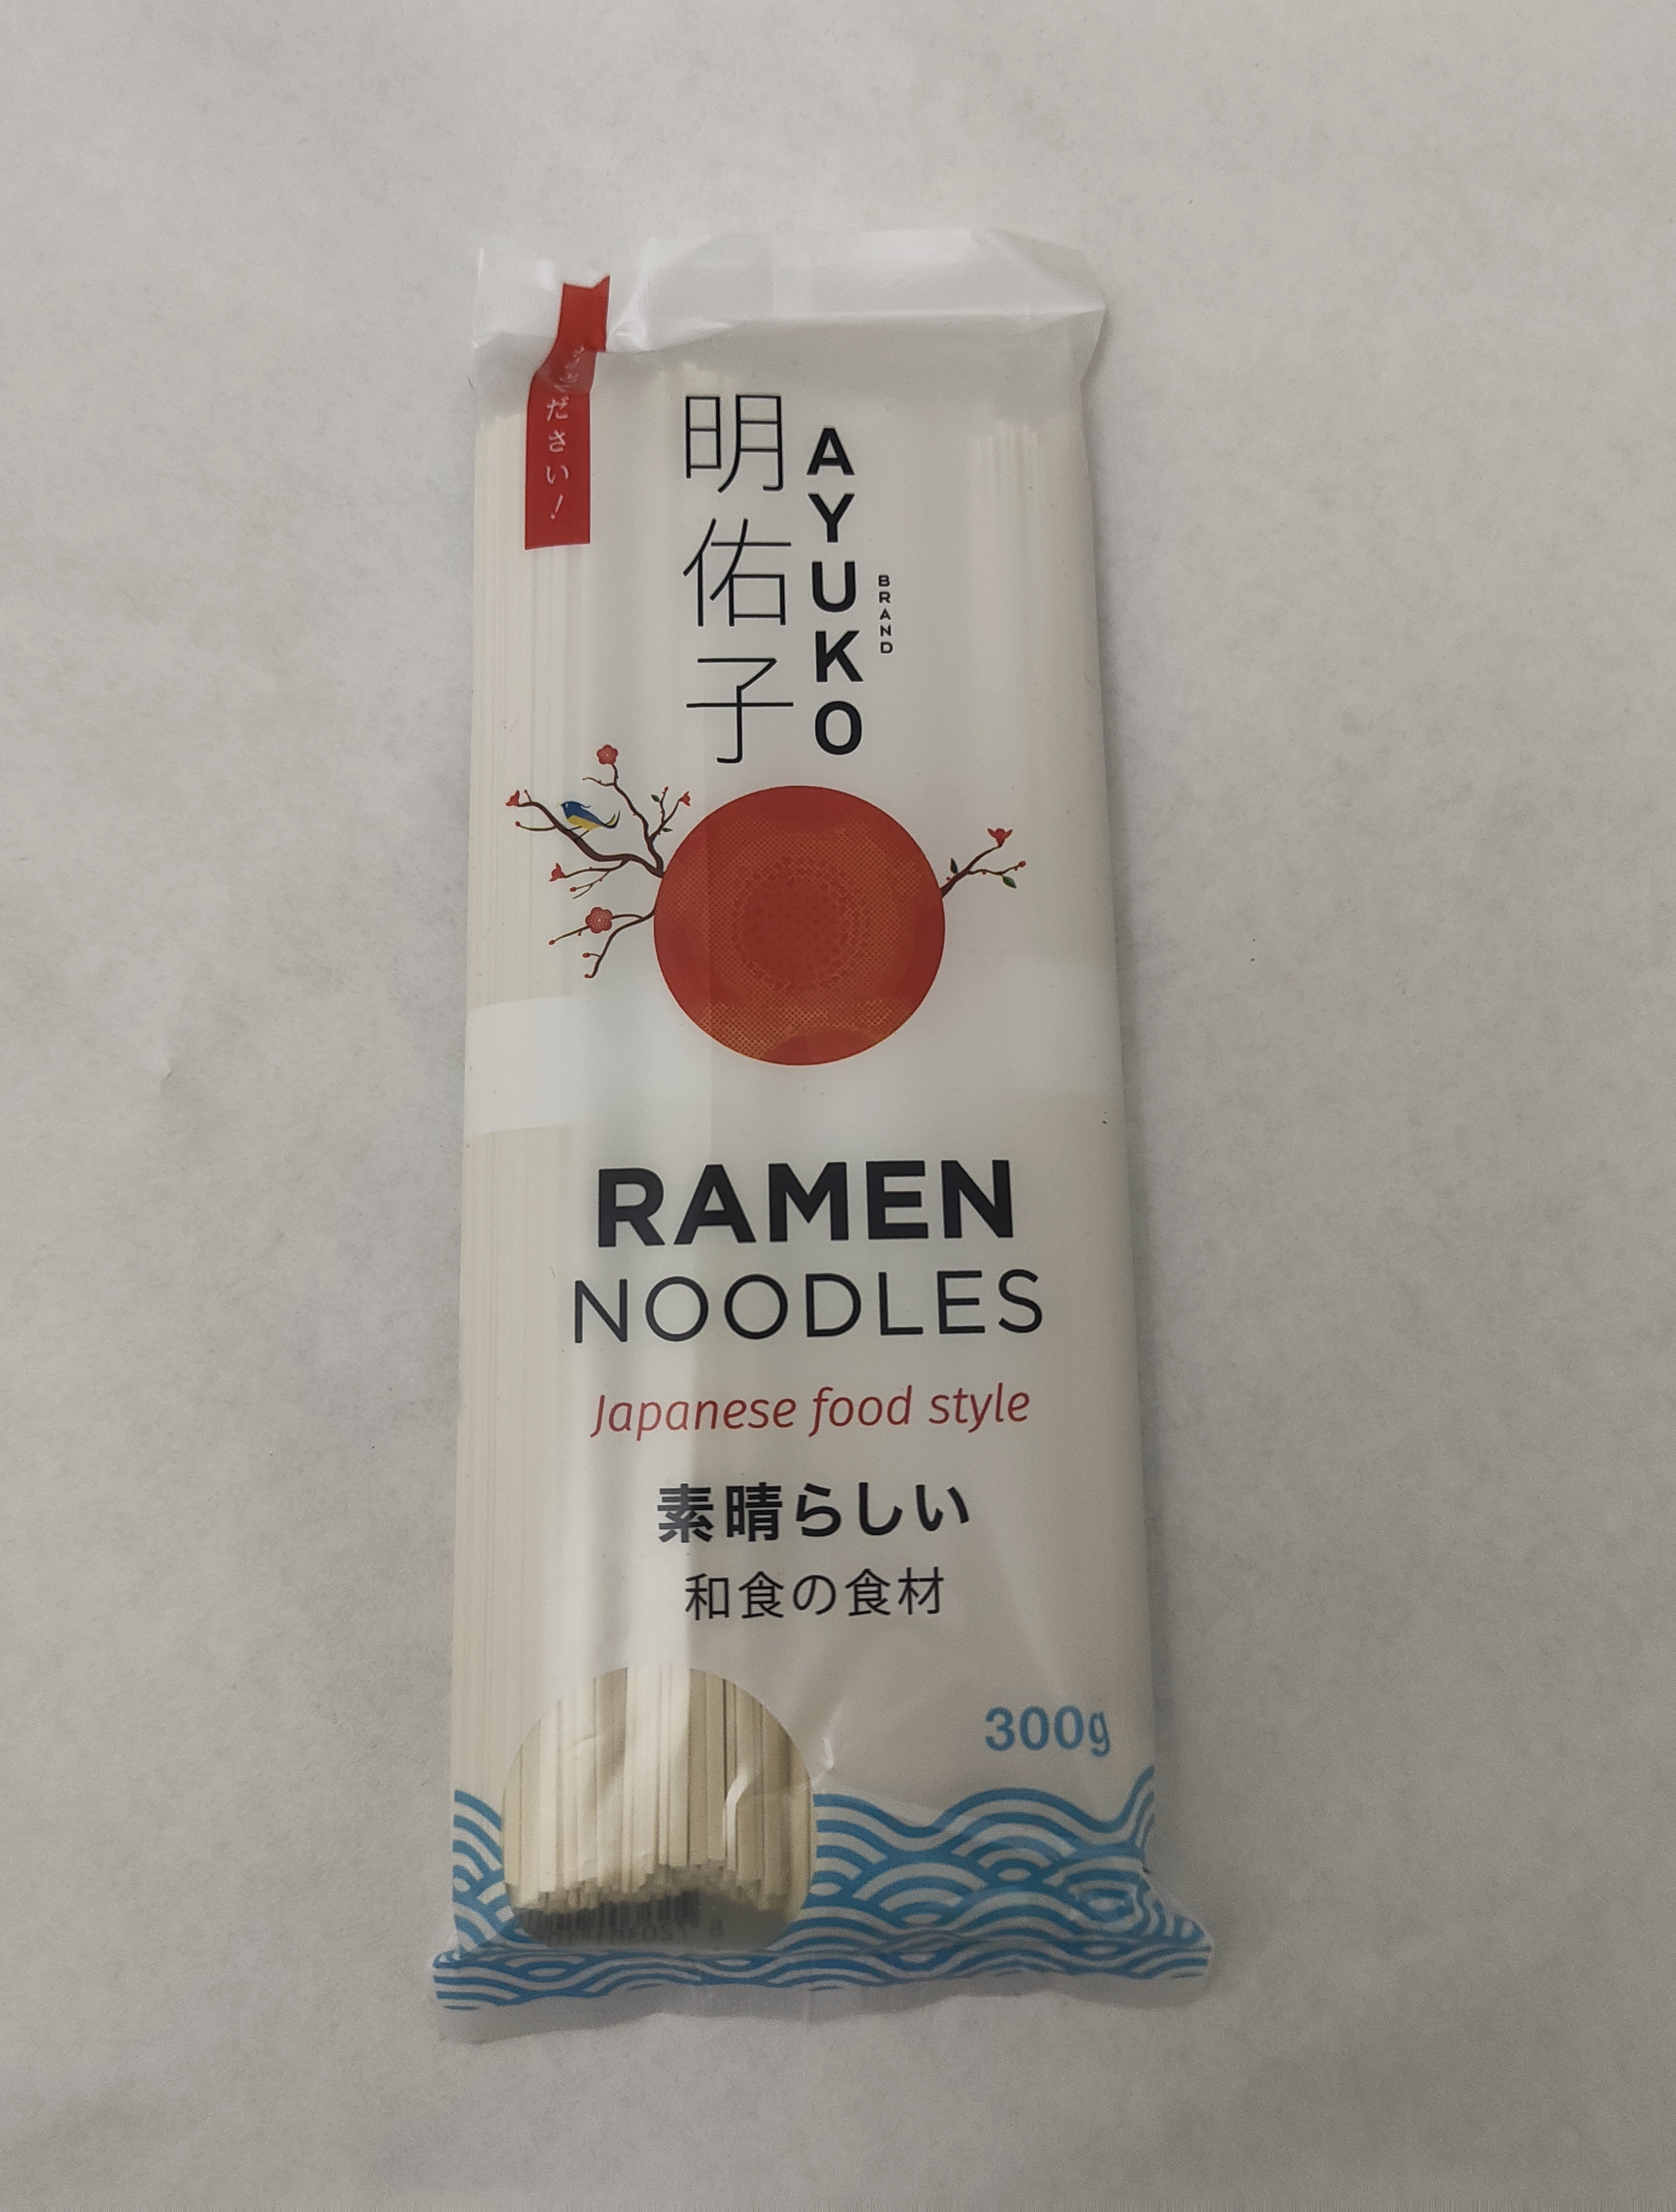 ださい!
明佑子
AYUKO
BRAND
RAMEN
NOODLES
Japanese food style
素晴らしい
和食の食材
300g